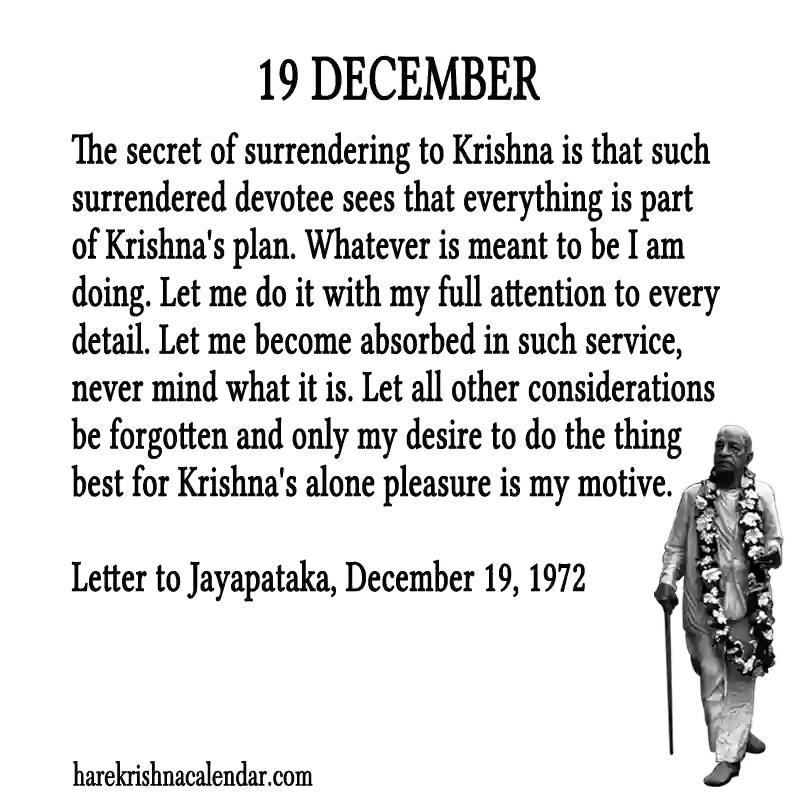 19 DECEMBER
The secret of surrendering to Krishna is that such
surrendered devotee sees that everything is part
of Krishna's plan. Whatever is meant to be I am
doing. Let me do it with my full attention to every
detail. Let me become absorbed in such service,
never mind what it is. Let all other considerations
be forgotten and only my desire to do the thing
best for Krishna's alone pleasure is my motive.
Letter to Jayapataka, December 19, 1972
harekrishnacalendar.com